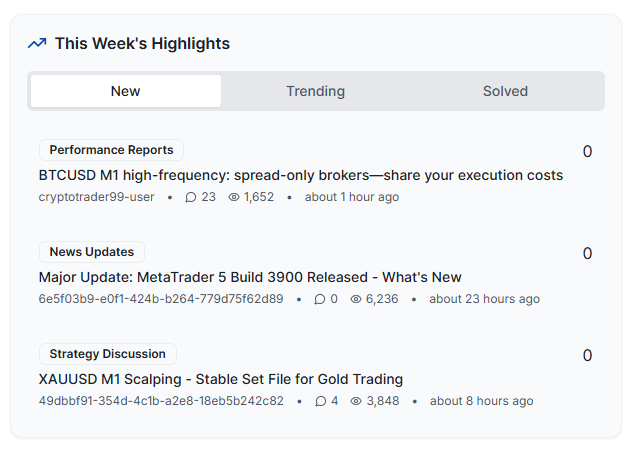 This Week's Highlights
New Trending Solved
Performance Reports 0
BTCUSD M1 high-frequency: spread-only brokers—share your execution costs
cryptotrader99-user • 23 1,652 • about 1 hour ago
News Updates 0
Major Update: MetaTrader 5 Build 3900 Released - What's New
6e5f03b9-e0f1-424b-b264-779d75f62d89 • 0 6,236 • about 23 hours ago
Strategy Discussion 0
XAUUSD M1 Scalping - Stable Set File for Gold Trading
49dbbf91-354d-4c1b-a2e8-18eb5b242c82 • 4 3,848 • about 8 hours ago